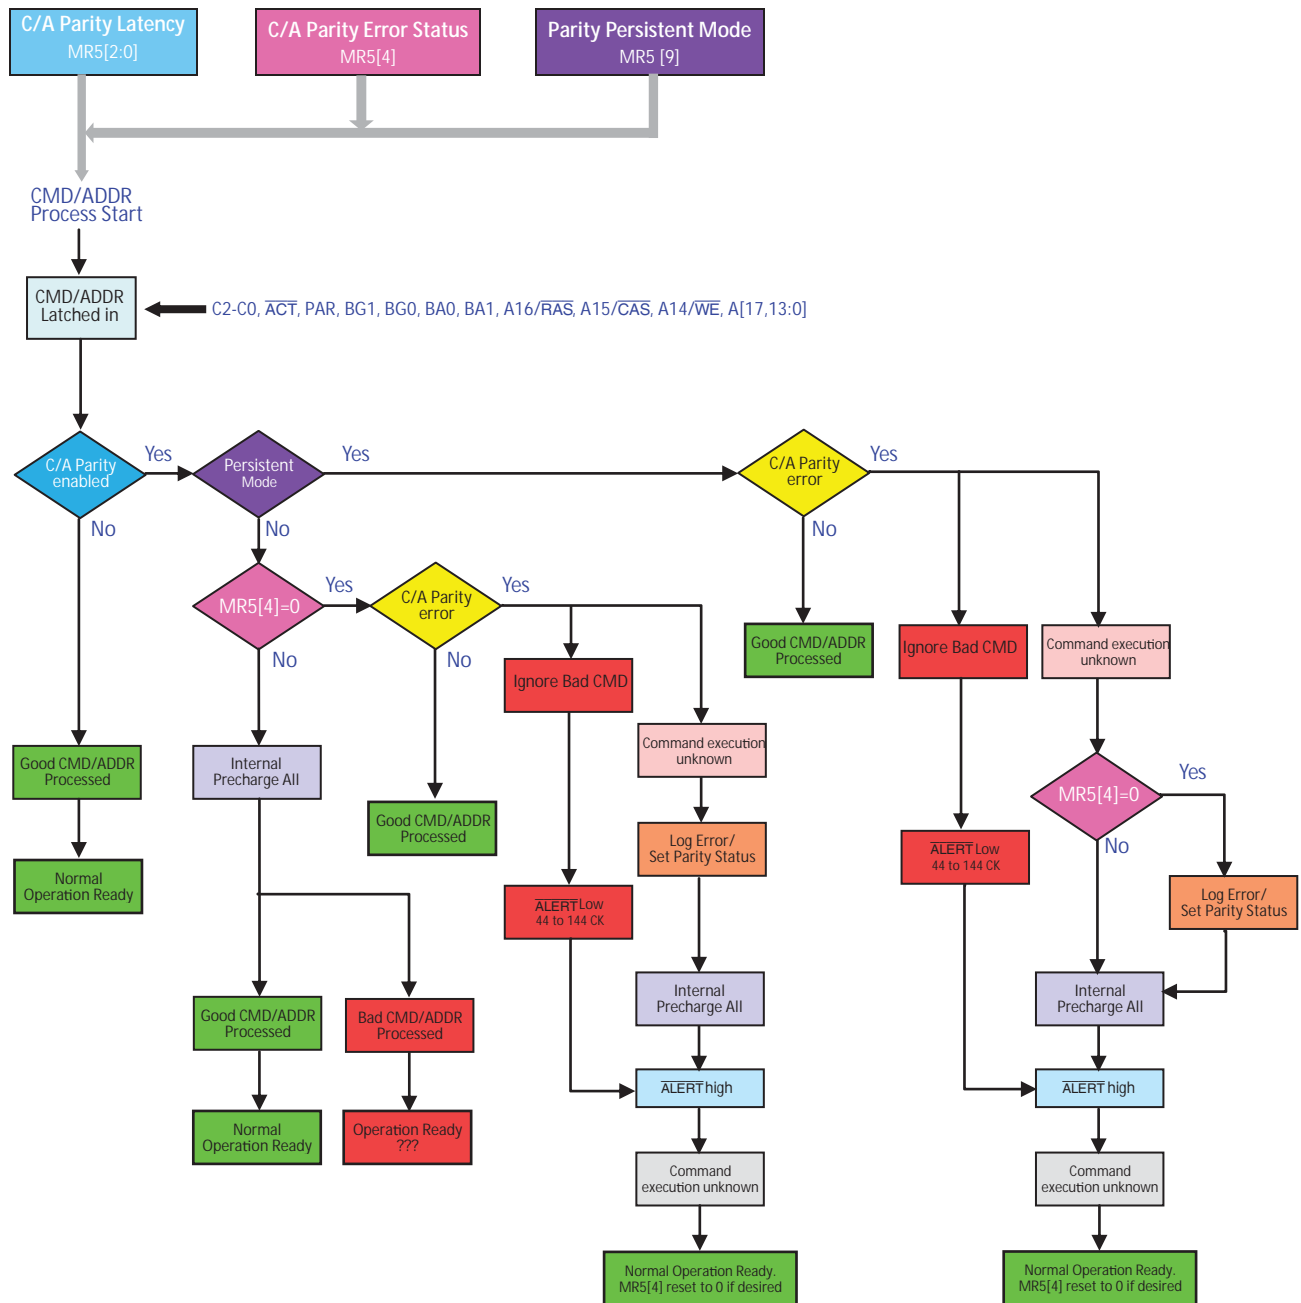 C/A Parity Latency
MR5[2:0]
C/A Parity Error Status
MR5[4]
Parity Persistent Mode
MR5 [9]
CMD/ADDR
Process Start
CMD/ADDR
Latched in
C2-C0, A̅C̅T̅, PAR, BG1, BG0, BA0, BA1, A16/R̅A̅S̅, A15/C̅A̅S̅, A14/W̅E̅, A[17,13:0]
C/A Parity
enabled
Yes
No
Persistent
Mode
Yes
No
C/A Parity
error
Yes
No
MR5[4]=0
Yes
No
C/A Parity
error
Yes
No
Good CMD/ADDR
Processed
Ignore Bad CMD
Command execution
unknown
Ignore Bad CMD
Command execution
unknown
Good CMD/ADDR
Processed
Internal
Precharge All
MR5[4]=0
Yes
No
Good CMD/ADDR
Processed
Log Error/
Set Parity Status
A̅L̅E̅R̅T̅ Low
44 to 144 CK
Normal
Operation Ready
A̅L̅E̅R̅T̅ Low
44 to 144 CK
Log Error/
Set Parity Status
Good CMD/ADDR
Processed
Bad CMD/ADDR
Processed
Internal
Precharge All
Internal
Precharge All
A̅L̅E̅R̅T̅ high
A̅L̅E̅R̅T̅ high
Normal
Operation Ready
Operation Ready
???
Command
execution unknown
Command
execution unknown
Normal Operation Ready.
MR5[4] reset to 0 if desired
Normal Operation Ready.
MR5[4] reset to 0 if desired